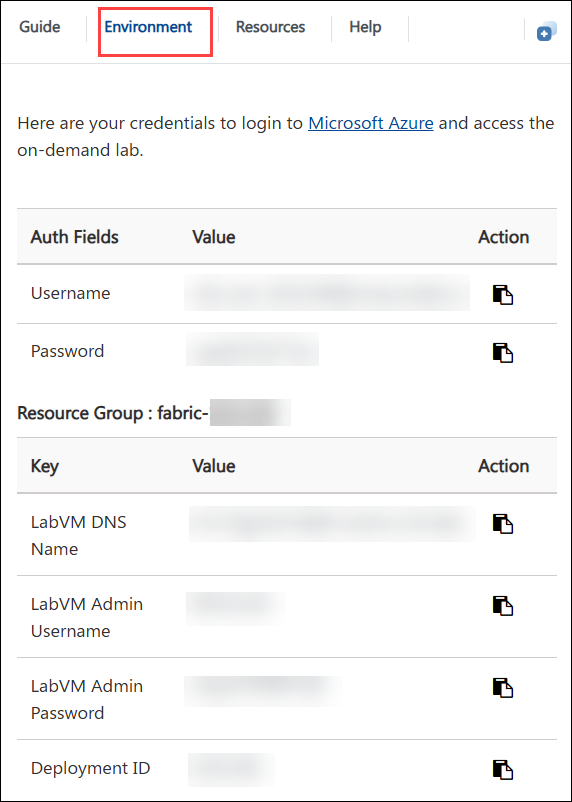 Guide Environment Resources Help
Here are your credentials to login to Microsoft Azure and access the
on-demand lab.
Auth Fields Value Action
Username
Password
Resource Group : fabric-
Key Value Action
LabVM DNS
Name
LabVM Admin
Username
LabVM Admin
Password
Deployment ID